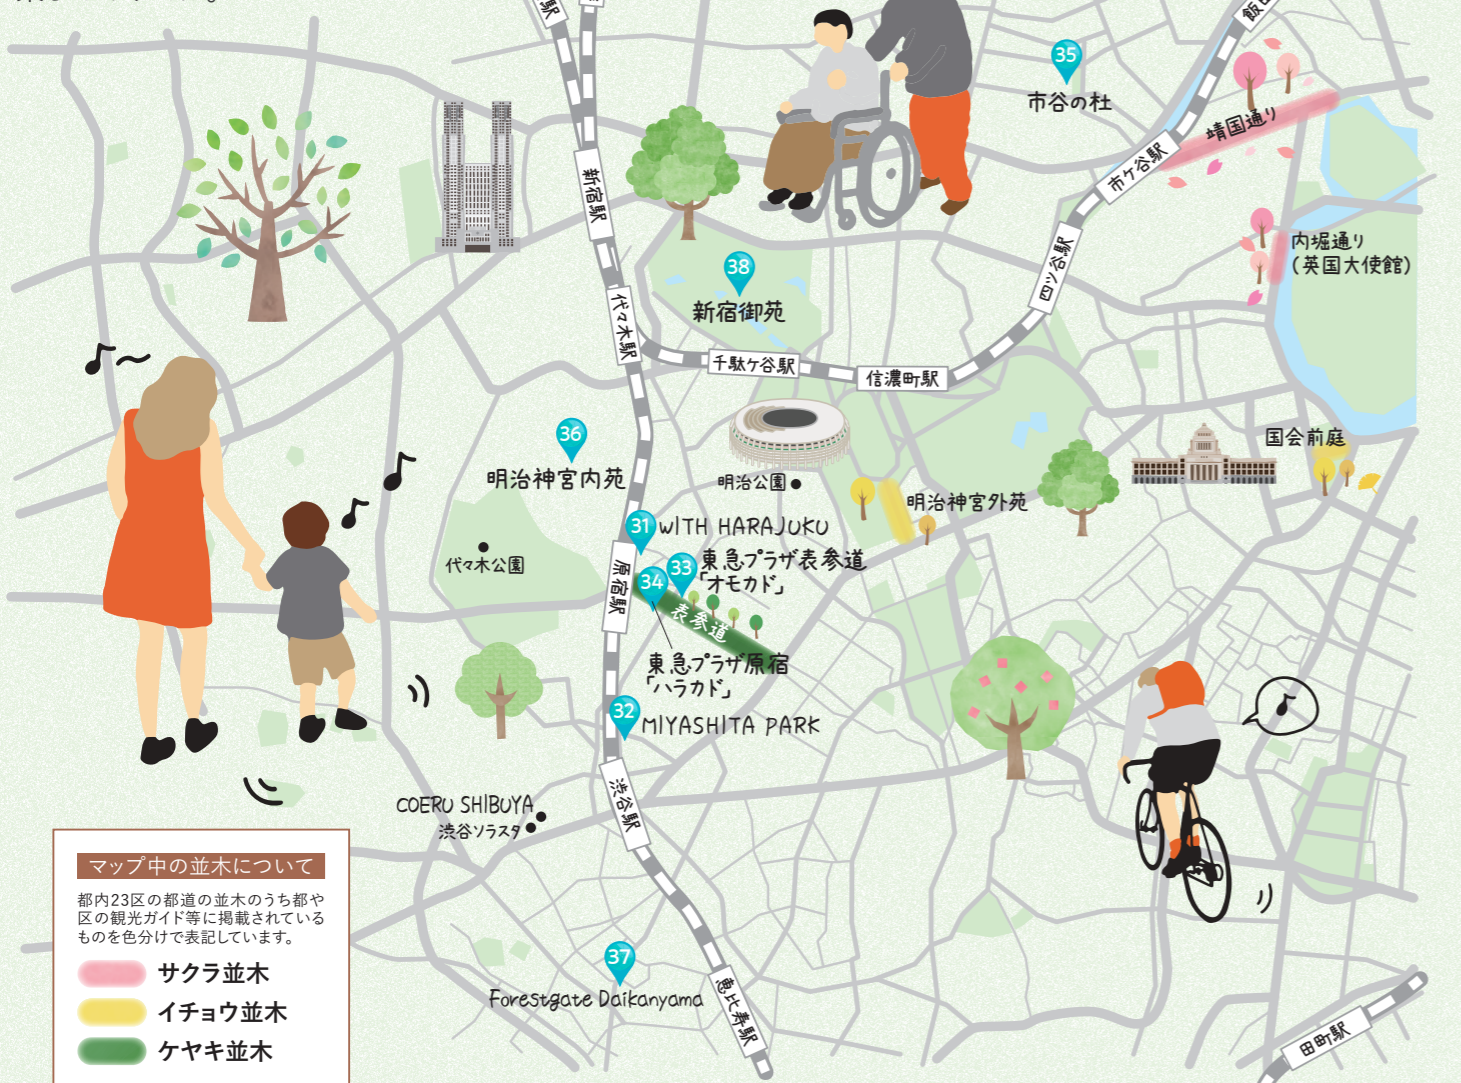 駅
飯田
35
市谷の杜
靖国通り
市ヶ谷駅
新宿駅
四ツ谷駅
内堀通り
(英国大使館)
38
新宿御苑
代々木駅
千駄ヶ谷駅
信濃町駅
36
明治神宮内苑
明治公園
国会前庭
明治神宮外苑
31
WITH HARAJUKU
代々木公園
原宿駅
33
東急プラザ表参道
「オモカド」
34
表参道
東急プラザ原宿
「ハラカド」
32
MIYASHITA PARK
渋谷駅
COERU SHIBUYA
渋谷ソラスタ
37
Forestgate Daikanyama
恵比寿駅
田町駅
マップ中の並木について
都内23区の都道の並木のうち都や
区の観光ガイド等に掲載されている
ものを色分けで表記しています。
サクラ並木
イチョウ並木
ケヤキ並木